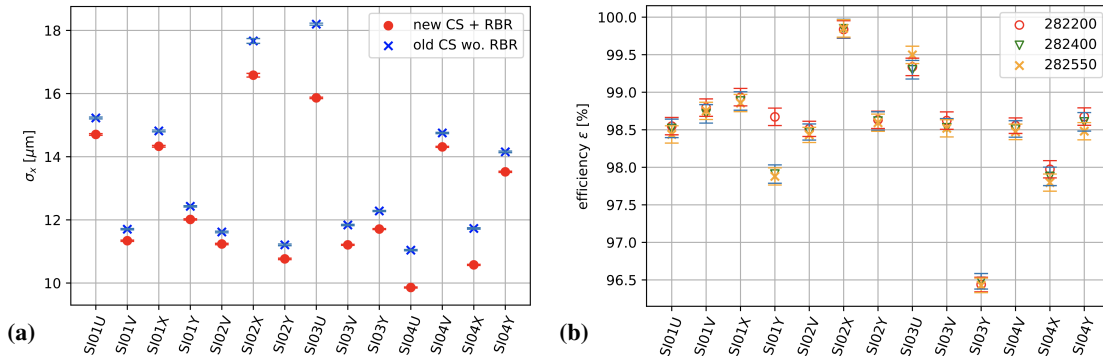 18
16
14
12
10
σx [μm]
new CS + RBR
old CS wo. RBR
SI01U
SI01V
SI01X
SI01Y
SI02V
SI02X
SI02Y
SI03U
SI03V
SI03Y
SI04U
SI04V
SI04X
SI04Y
(a)
100.0
99.5
99.0
98.5
98.0
97.5
97.0
96.5
efficiency ε [%]
282200
282400
282550
SI01U
SI01V
SI01X
SI01Y
SI02V
SI02X
SI02Y
SI03U
SI03V
SI03Y
SI04V
SI04X
SI04Y
(b)